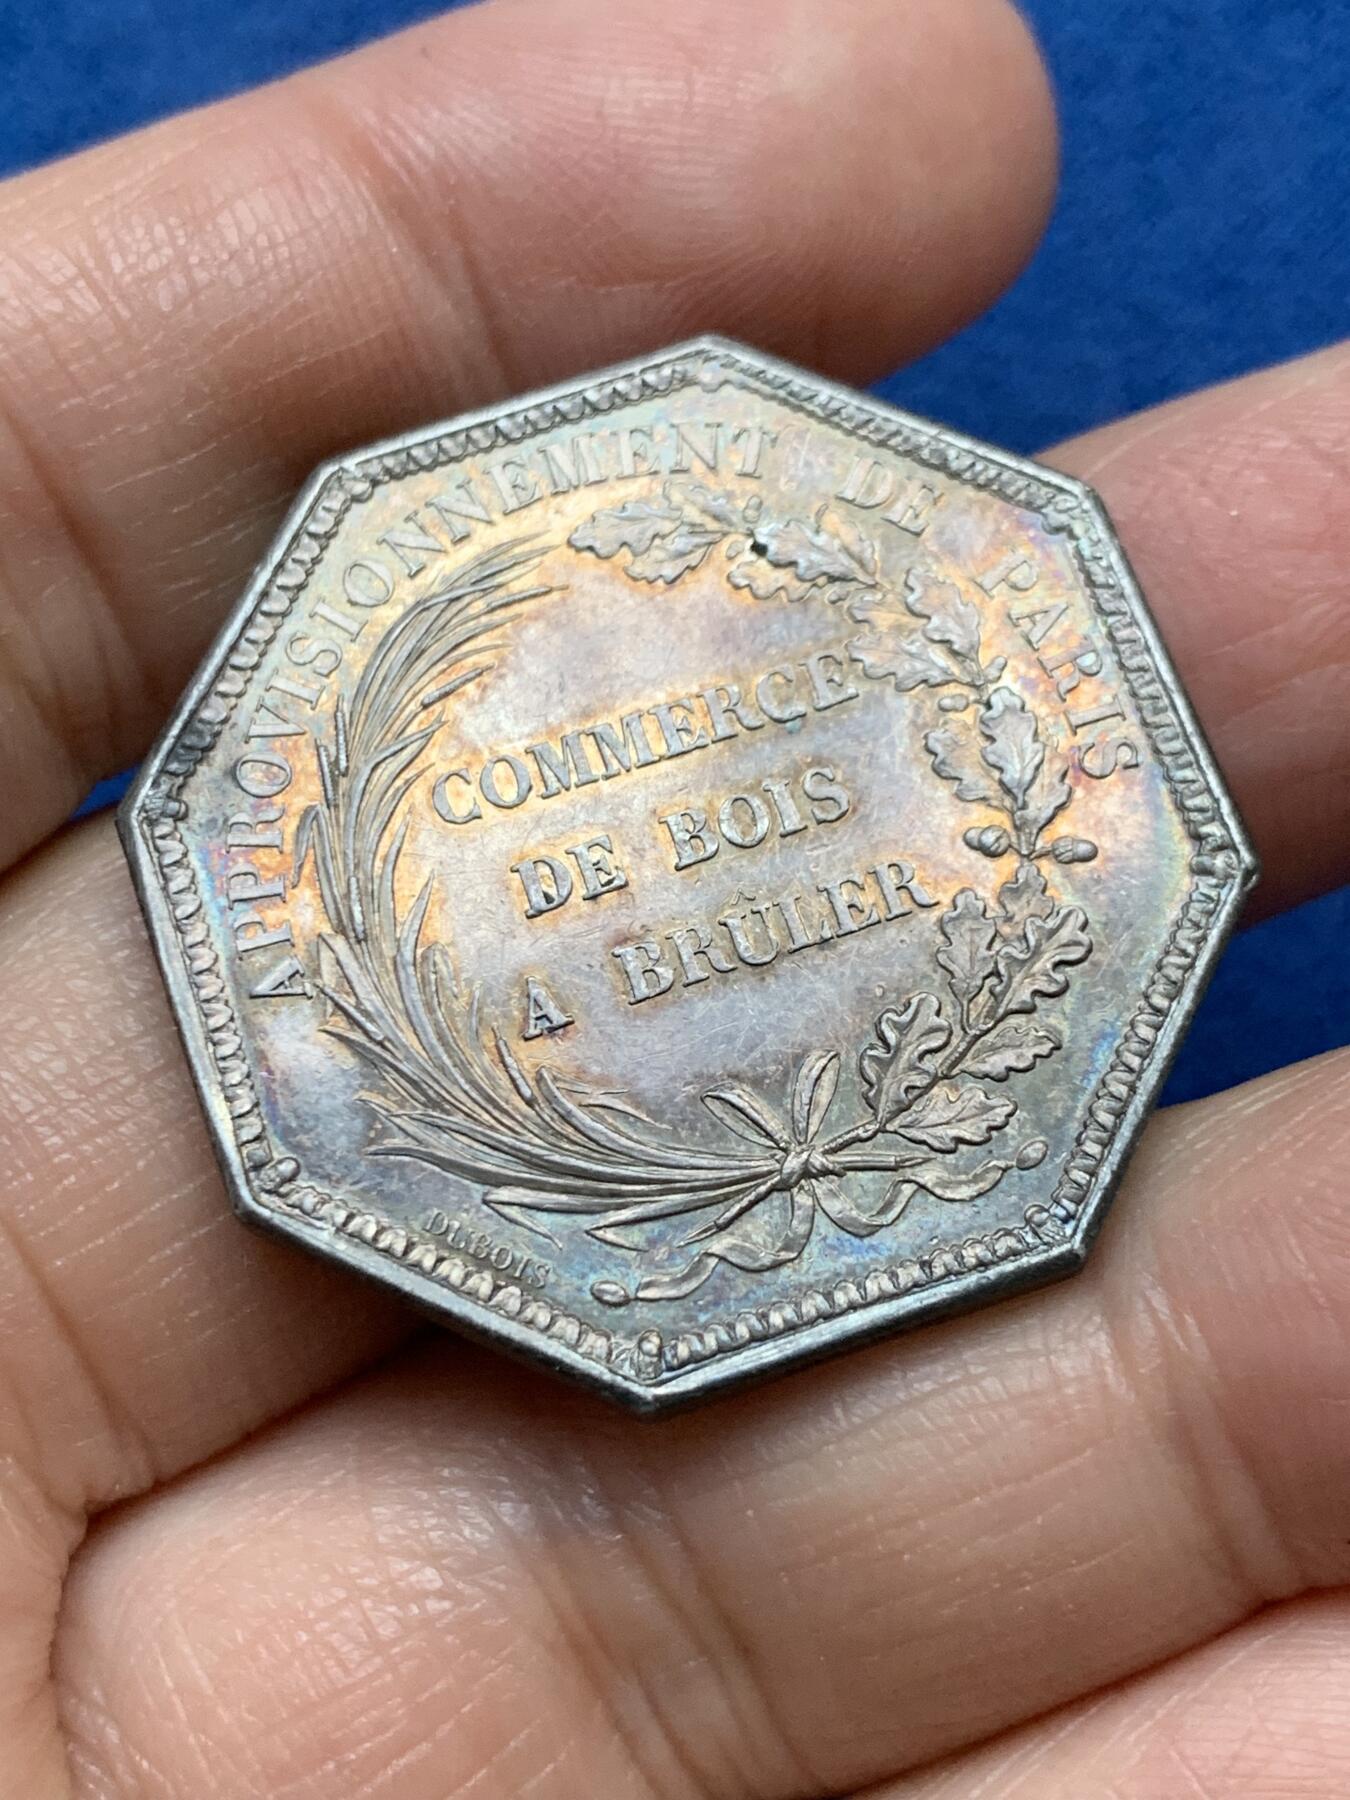 APPROVISIONNEMENT DE PARIS
COMMERCE
DE BOIS
A BRÛLER
DUBOIS